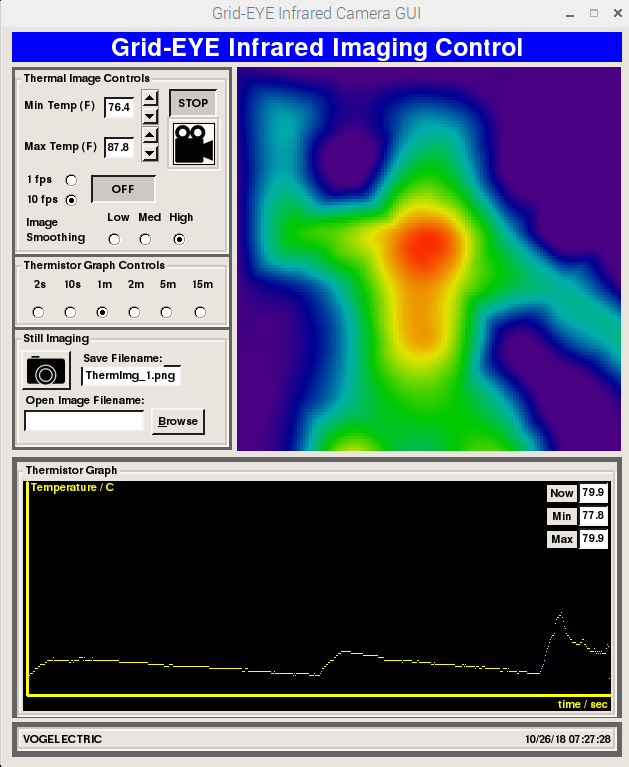 Grid-EYE Infrared Camera GUI
Grid-EYE Infrared Imaging Control
Thermal Image Controls
Min Temp (F) 76.4 STOP
Max Temp (F) 87.8
1 fps
10 fps OFF
Image Smoothing Low Med High
Thermistor Graph Controls
2s 10s 1m 2m 5m 15m
Still Imaging
Save Filename:
ThermImg_1.png
Open Image Filename:
Browse
Thermistor Graph
Temperature / C
Now 79.9
Min 77.8
Max 79.9
time / sec
VOGELECTRIC 10/26/18 07:27:28